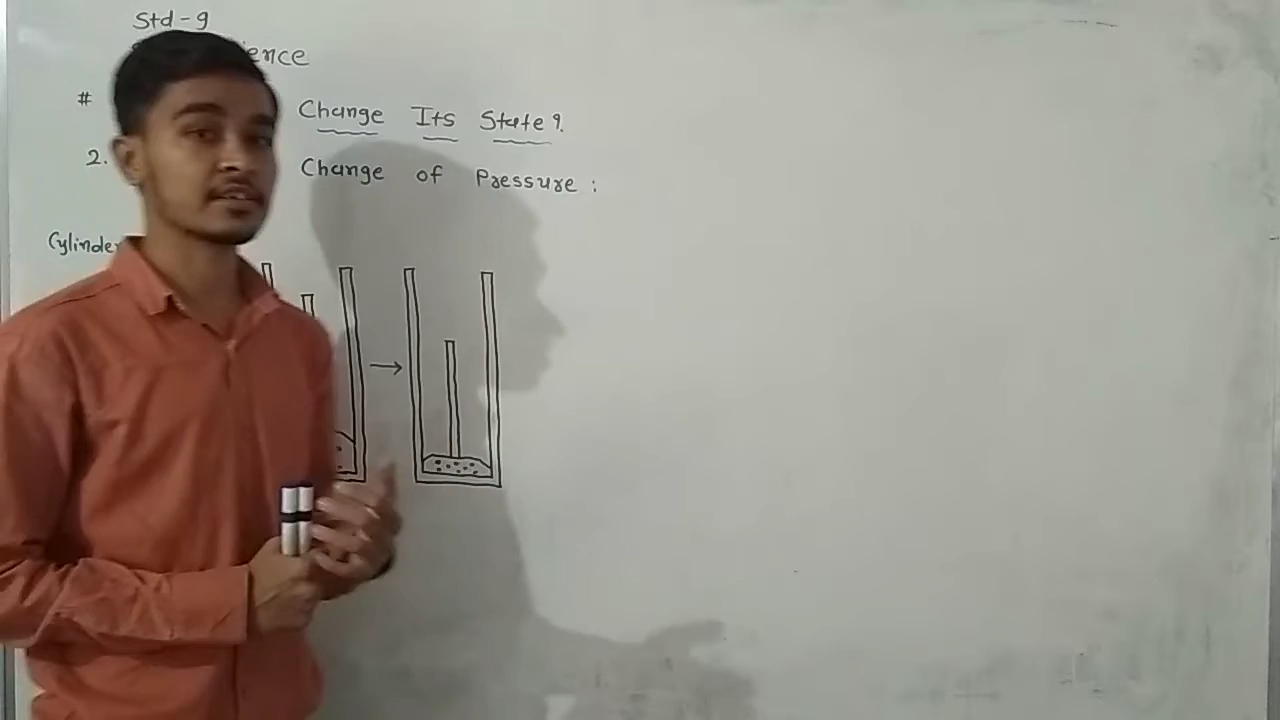 Std - 9
ence
# Change Its State ?
2. Change of Pressure :
Cylinde